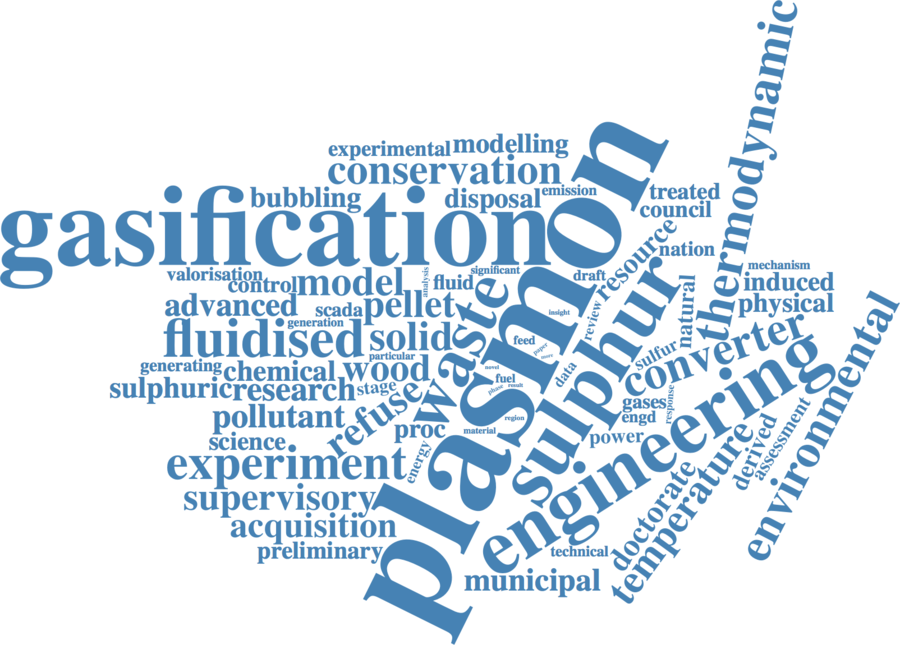 thermodynamic
experimental
modelling
conservation
plasmon
bubbling
disposal
emission
treated
council
gasification
resource
nation
valorisation
control
model
analysis
fluid
significant
draft
mechanism
induced
physical
natural
advanced
scada
pellet
waste
insight
review
sulphur
generation
fluidised
solid
feed
paper
more
sulfur
converter
particular
generating
chemical
wood
novel
data
sulphuric
research
stage
fuel
phase
result
gases
response
engd
engineering
environmental
pollutant
refuse
proc
region
material
power
science
derived
assessment
experiment
energy
supervisory
doctorate
temperature
acquisition
preliminary
technical
municipal